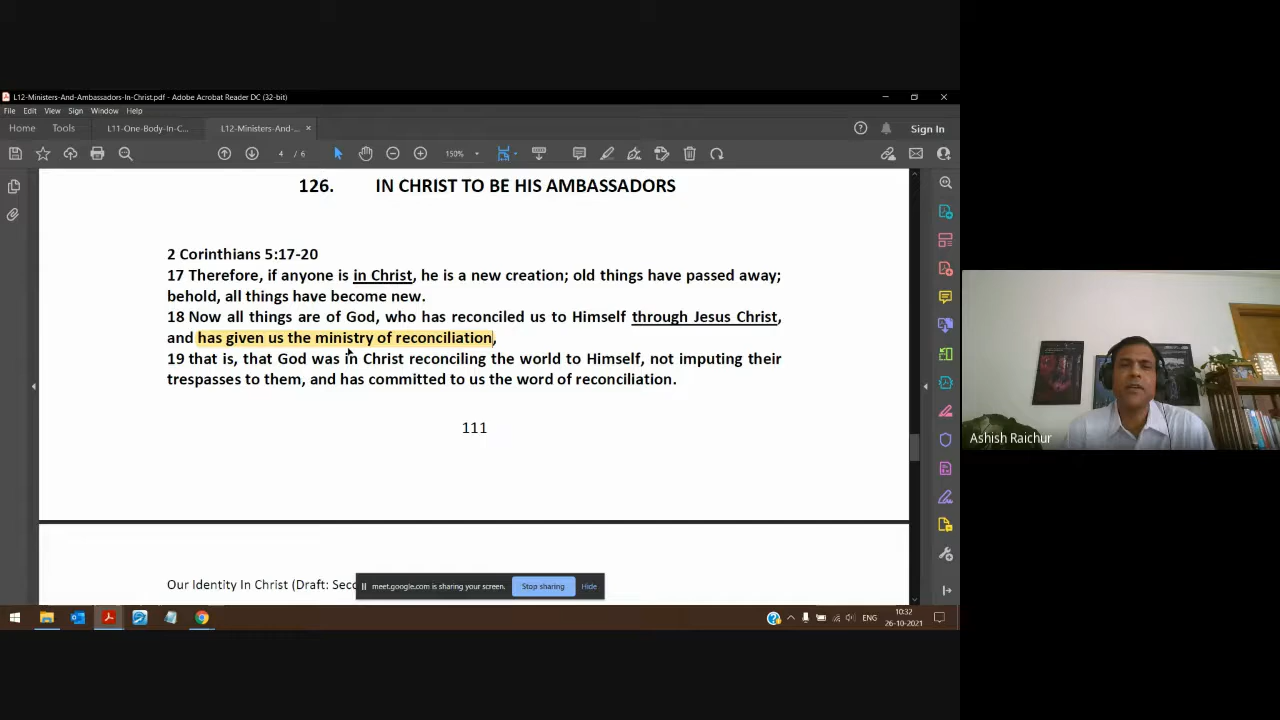 L12-Ministers-And-Ambassadors-In-Christ.pdf - Adobe Acrobat Reader DC (32-bit)
File Edit View Sign Window Help
Home Tools L11-One-Body-In-C... L12-Ministers-And-... × Sign In
4 / 6 150%
126. IN CHRIST TO BE HIS AMBASSADORS
2 Corinthians 5:17-20
17 Therefore, if anyone is in Christ, he is a new creation; old things have passed away;
behold, all things have become new.
18 Now all things are of God, who has reconciled us to Himself through Jesus Christ,
and has given us the ministry of reconciliation,
19 that is, that God was in Christ reconciling the world to Himself, not imputing their
trespasses to them, and has committed to us the word of reconciliation.
111
Ashish Raichur
Our Identity In Christ (Draft: Seco
meet.google.com is sharing your screen. Stop sharing Hide
ENG 10:32
26-10-2021